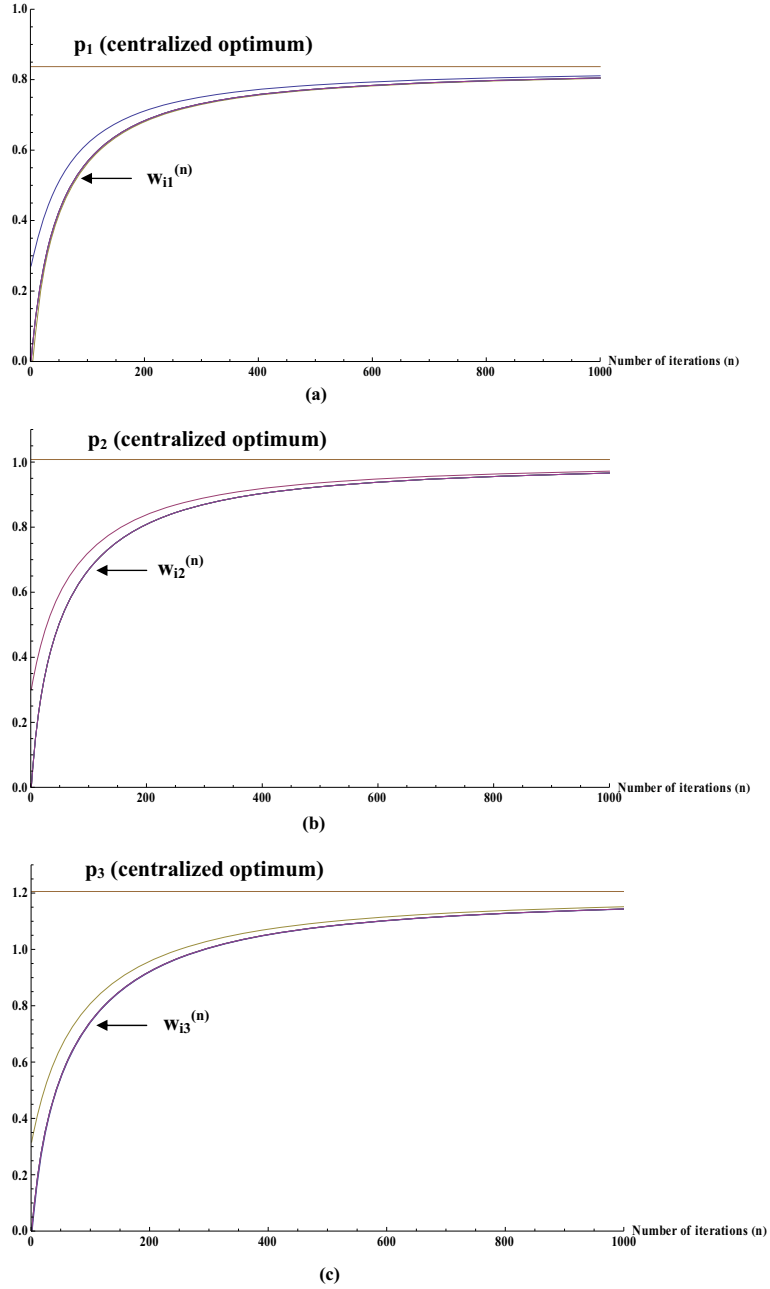 1.0
p₁ (centralized optimum)
0.8
0.6
wᵢ₁⁽ⁿ⁾
0.4
0.2
0.0
0 200 400 600 800 1000 Number of iterations (n)
(a)
p₂ (centralized optimum)
1.0
0.8
wᵢ₂⁽ⁿ⁾
0.6
0.4
0.2
0.0
0 200 400 600 800 1000 Number of iterations (n)
(b)
p₃ (centralized optimum)
1.2
1.0
0.8
wᵢ₃⁽ⁿ⁾
0.6
0.4
0.2
0.0
0 200 400 600 800 1000 Number of iterations (n)
(c)